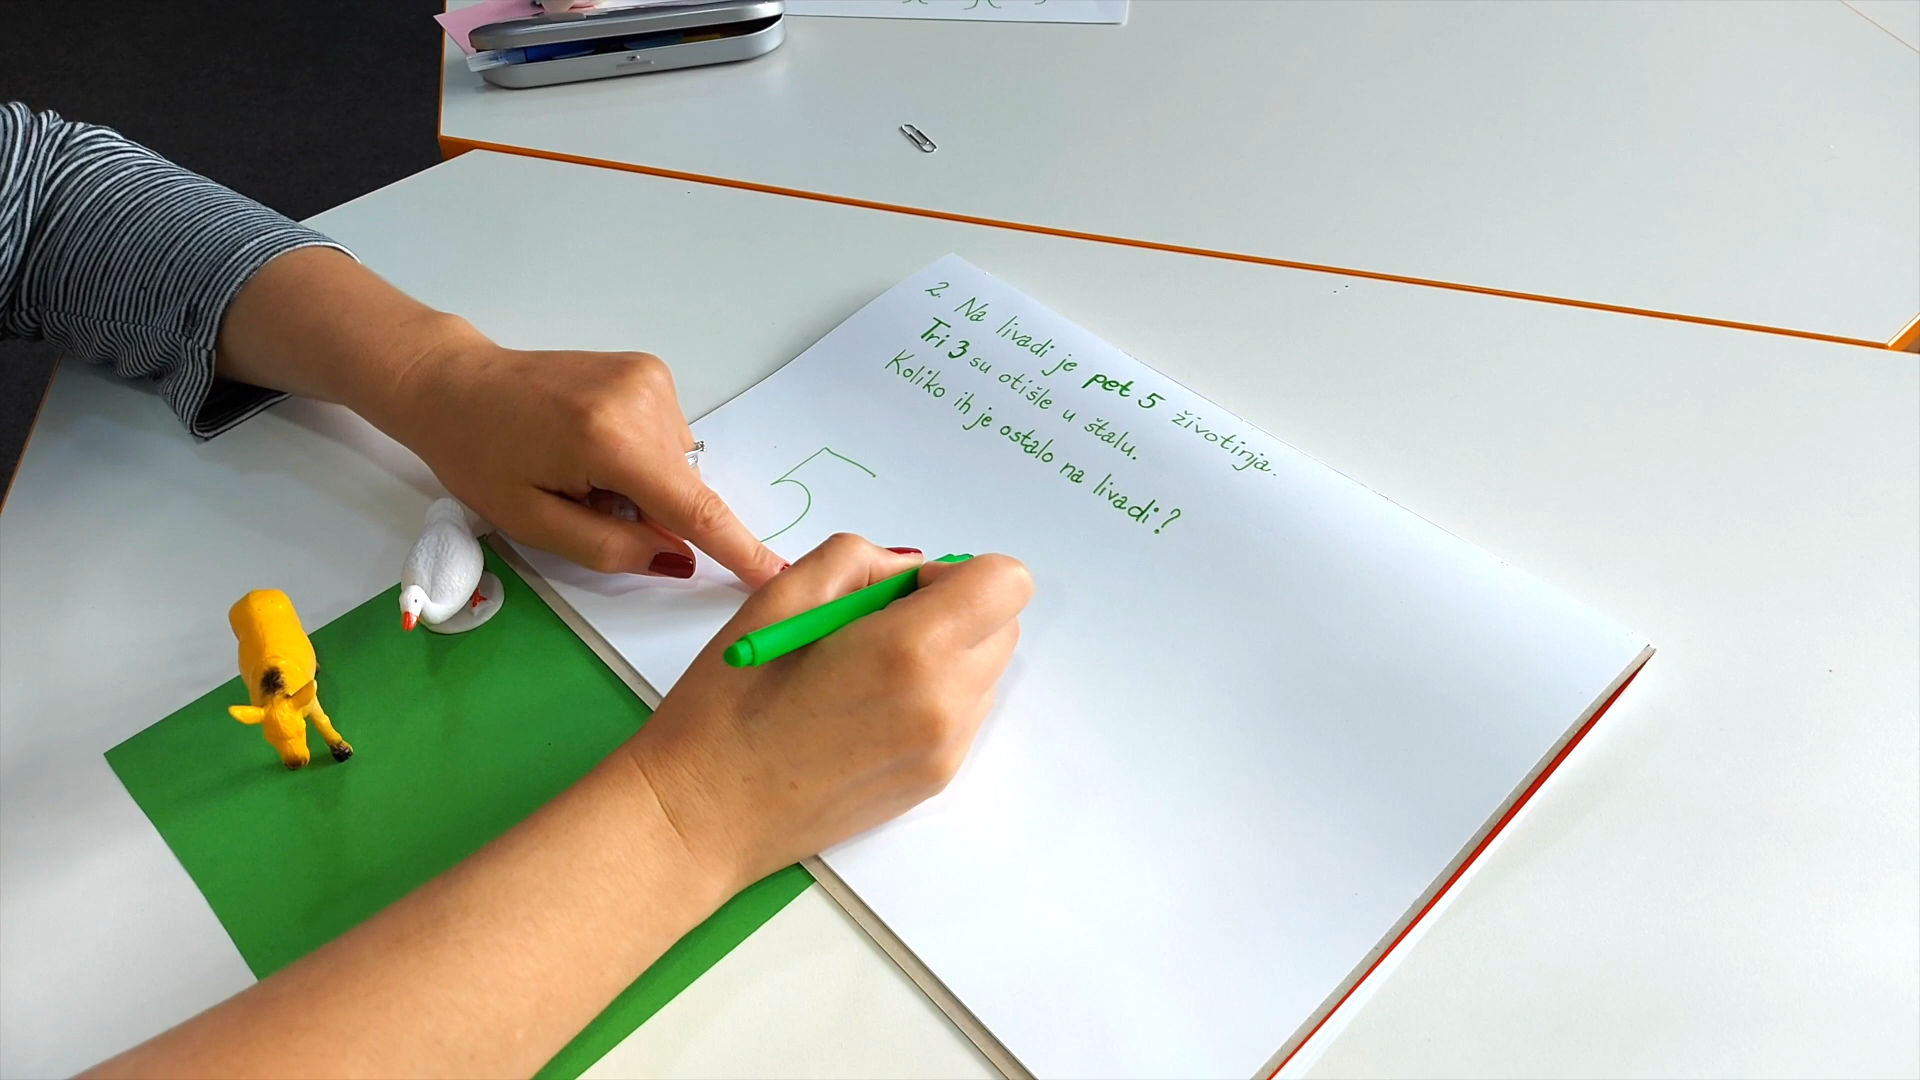 2. Na livadi je pet 5 životinja.
Tri 3 su otišle u štalu.
Koliko ih je ostalo na livadi?
5